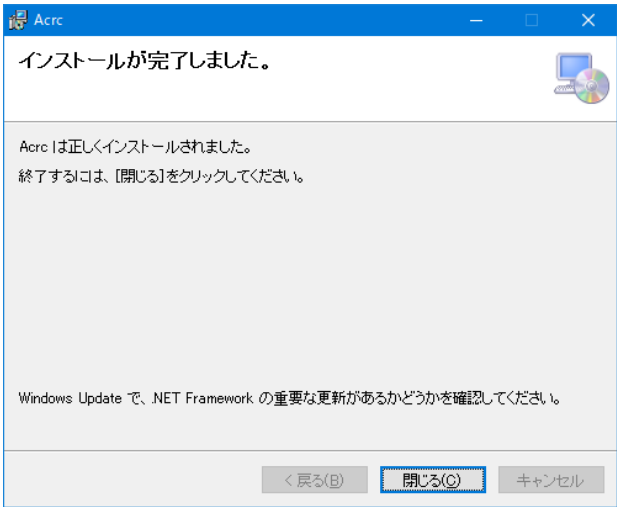 Acrc
インストールが完了しました。
Acrc は正しくインストールされました。
終了するには、[閉じる]をクリックしてください。
Windows Update で、.NET Framework の重要な更新があるかどうかを確認してください。
< 戻る(B)
閉じる(C)
キャンセル